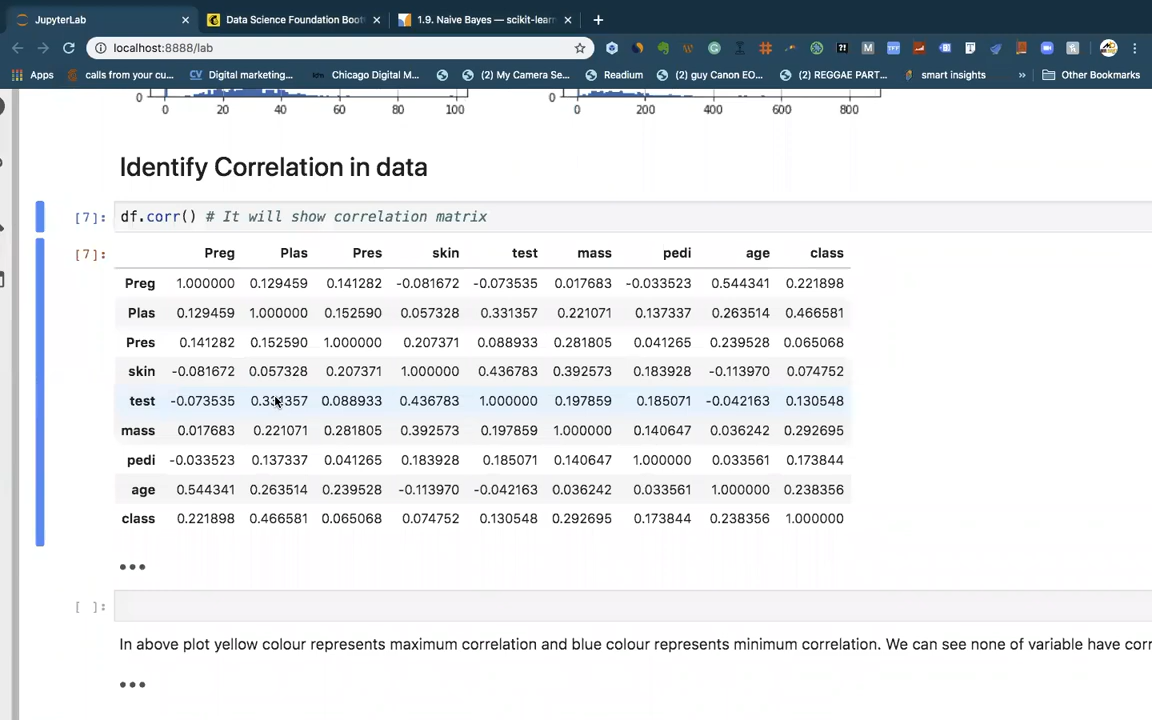 JupyterLab
Data Science Foundation Boot
1.9. Naive Bayes — scikit-learn
localhost:8888/lab
Apps calls from your cu... Digital marketing... Chicago Digital M... (2) My Camera Se... Readium (2) guy Canon EO... (2) REGGAE PART... smart insights » Other Bookmarks
0 0 20 40 60 80 100 0 0 200 400 600 800
Identify Correlation in data
[7]: df.corr() # It will show correlation matrix
[7]: Preg Plas Pres skin test mass pedi age class
Preg 1.000000 0.129459 0.141282 -0.081672 -0.073535 0.017683 -0.033523 0.544341 0.221898
Plas 0.129459 1.000000 0.152590 0.057328 0.331357 0.221071 0.137337 0.263514 0.466581
Pres 0.141282 0.152590 1.000000 0.207371 0.088933 0.281805 0.041265 0.239528 0.065068
skin -0.081672 0.057328 0.207371 1.000000 0.436783 0.392573 0.183928 -0.113970 0.074752
test -0.073535 0.331357 0.088933 0.436783 1.000000 0.197859 0.185071 -0.042163 0.130548
mass 0.017683 0.221071 0.281805 0.392573 0.197859 1.000000 0.140647 0.036242 0.292695
pedi -0.033523 0.137337 0.041265 0.183928 0.185071 0.140647 1.000000 0.033561 0.173844
age 0.544341 0.263514 0.239528 -0.113970 -0.042163 0.036242 0.033561 1.000000 0.238356
class 0.221898 0.466581 0.065068 0.074752 0.130548 0.292695 0.173844 0.238356 1.000000
[ ]:
In above plot yellow colour represents maximum correlation and blue colour represents minimum correlation. We can see none of variable have corr